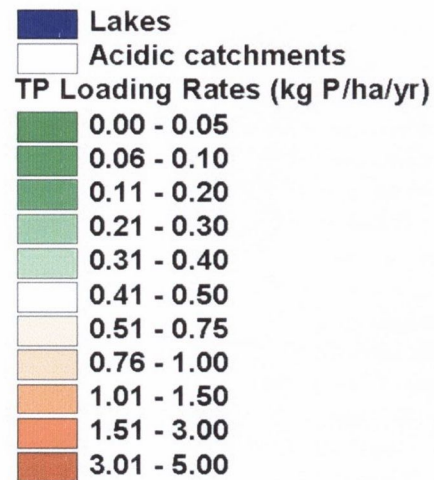 Lakes
Acidic catchments
TP Loading Rates (kg P/ha/yr)
0.00 - 0.05
0.06 - 0.10
0.11 - 0.20
0.21 - 0.30
0.31 - 0.40
0.41 - 0.50
0.51 - 0.75
0.76 - 1.00
1.01 - 1.50
1.51 - 3.00
3.01 - 5.00